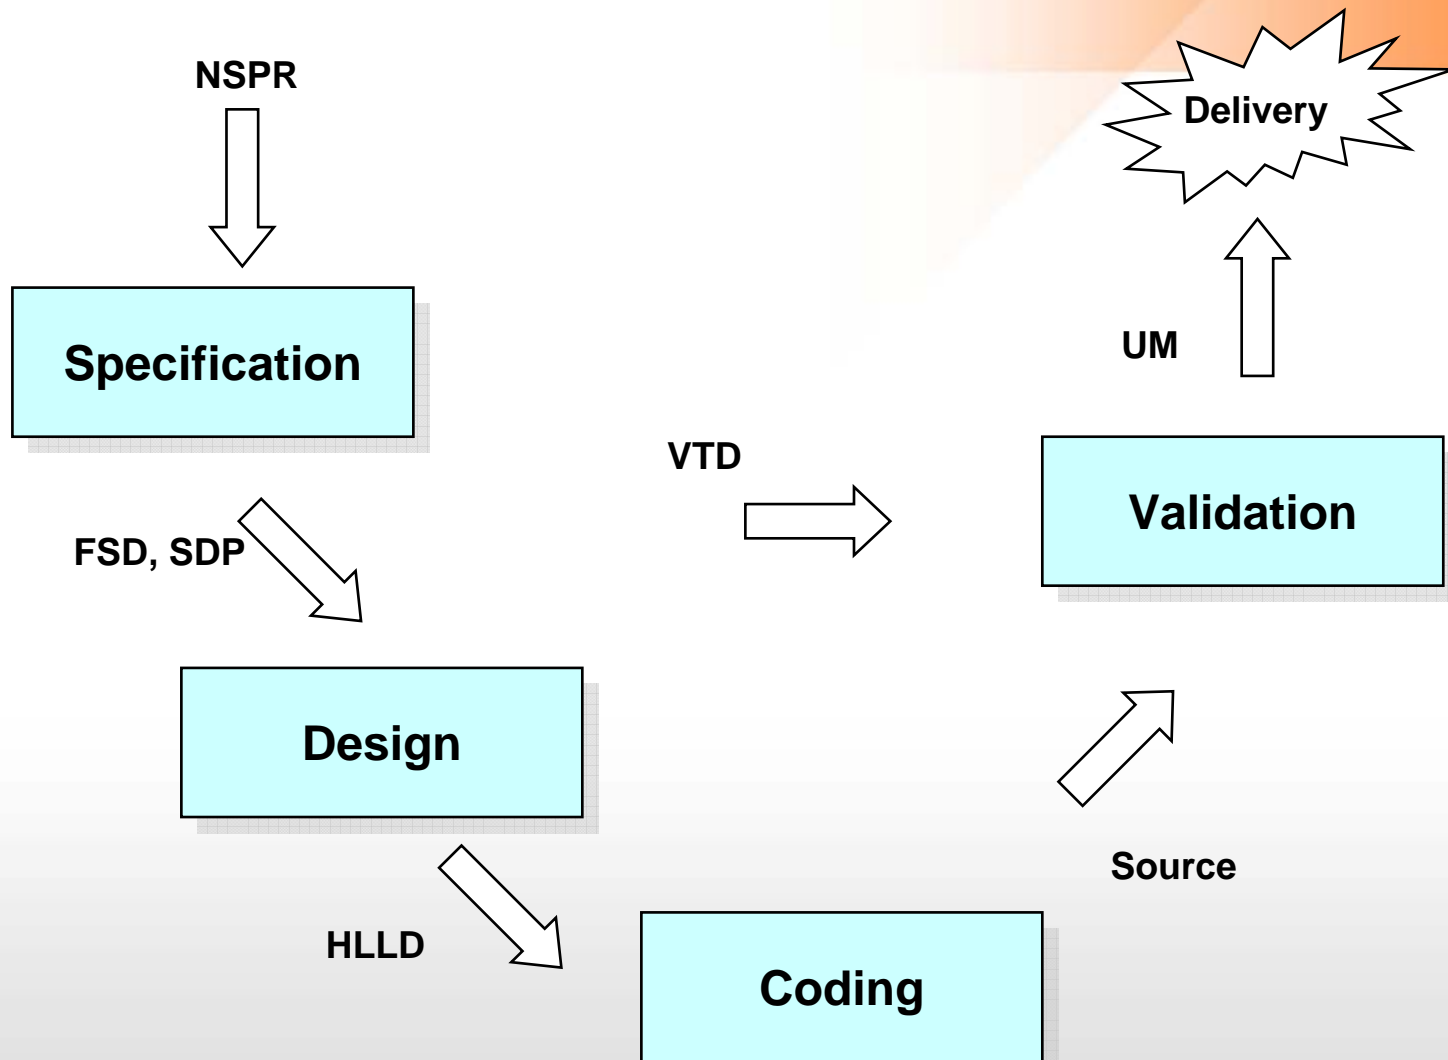 NSPR
Delivery
Specification
UM
VTD
Validation
FSD, SDP
Design
Source
HLLD
Coding